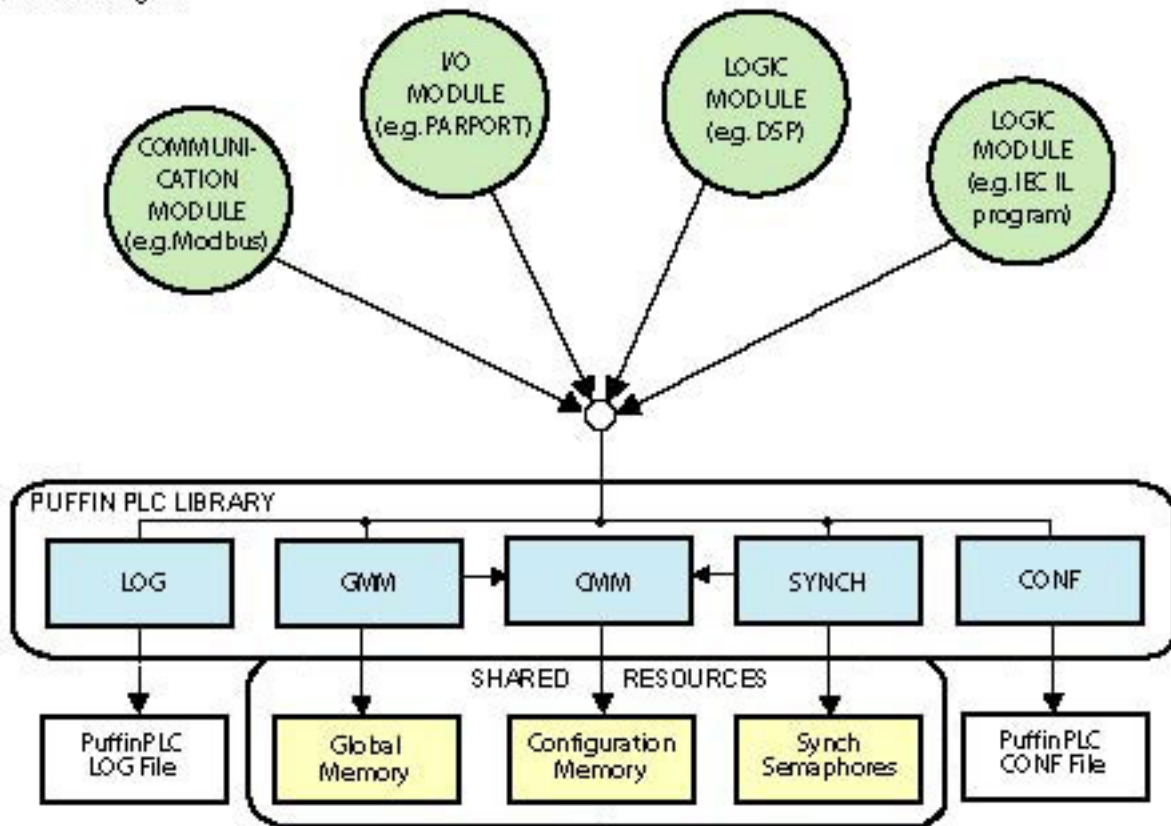 I/O
MODULE
(e.g. PARPORT)
LOGIC
MODULE
(e.g. DSP)
COMMUNI-
CATION
MODULE
(e.g. Modbus)
LOGIC
MODULE
(e.g. IEC IL
program)
PUFFIN PLC LIBRARY
LOG
GMM
CMM
SYNCH
CONF
SHARED RESOURCES
PuffinPLC
LOG File
Global
Memory
Configuration
Memory
Synch
Semaphores
PuffinPLC
CONF File